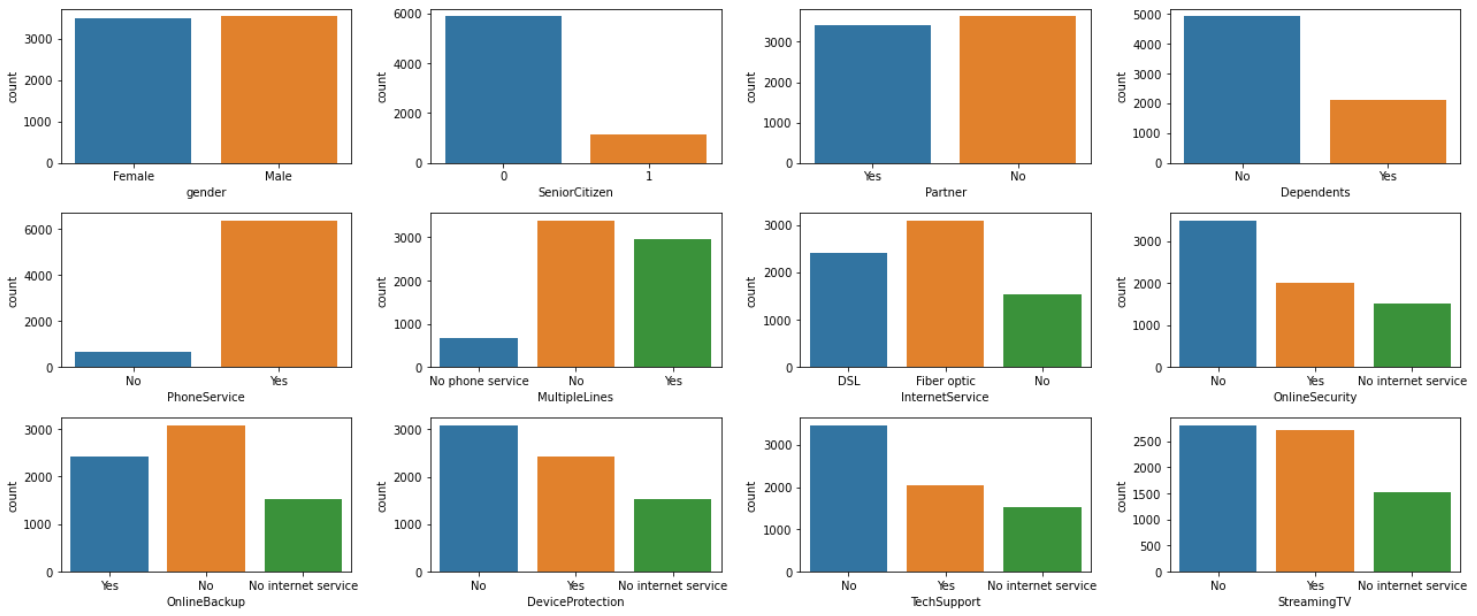 3000
2000
1000
0
count
Female Male
gender
6000
5000
4000
3000
2000
1000
0
count
0 1
SeniorCitizen
3000
2000
1000
0
count
Yes No
Partner
5000
4000
3000
2000
1000
0
count
No Yes
Dependents
6000
4000
2000
0
count
No Yes
PhoneService
3000
2000
1000
0
count
No phone service No Yes
MultipleLines
3000
2000
1000
0
count
DSL Fiber optic No
InternetService
3000
2000
1000
0
count
No Yes No internet service
OnlineSecurity
3000
2000
1000
0
count
Yes No No internet service
OnlineBackup
3000
2000
1000
0
count
No Yes No internet service
DeviceProtection
3000
2000
1000
0
count
No Yes No internet service
TechSupport
2500
2000
1500
1000
500
0
count
No Yes No internet service
StreamingTV